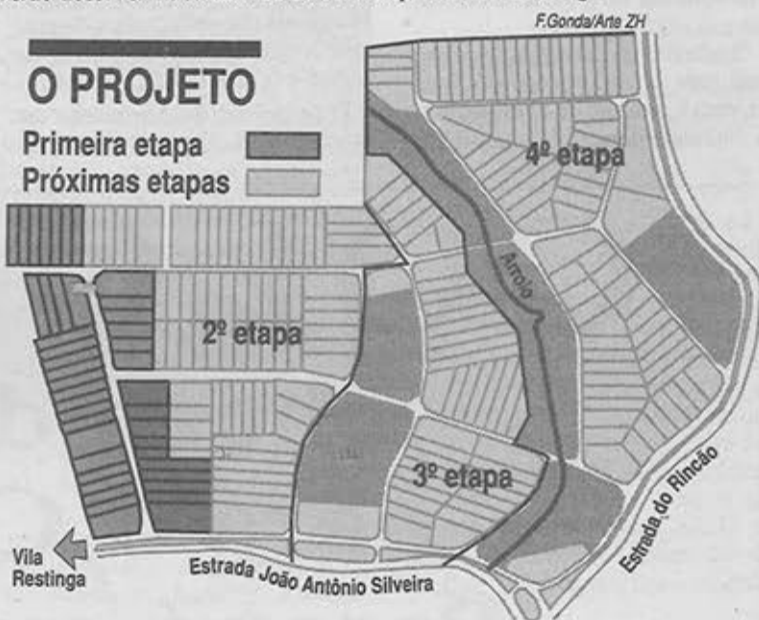 F.Gonda/Arte ZH
O PROJETO
Primeira etapa
Próximas etapas
4º etapa
Arroio
2º etapa
3º etapa
Estrada do Rincão
Vila
Restinga
Estrada João Antônio Silveira